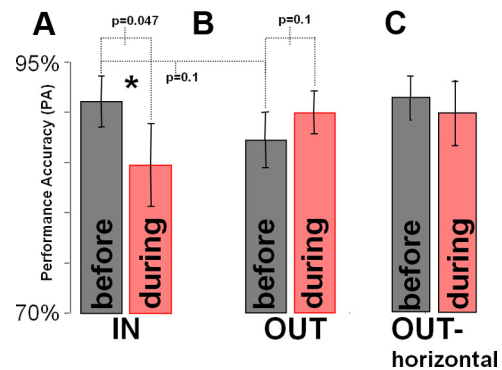 A
B
C
p=0.047
p=0.1
p=0.1
*
95%
Performance Accuracy (PA)
70%
before
during
before
during
before
during
IN
OUT
OUT-
horizontal